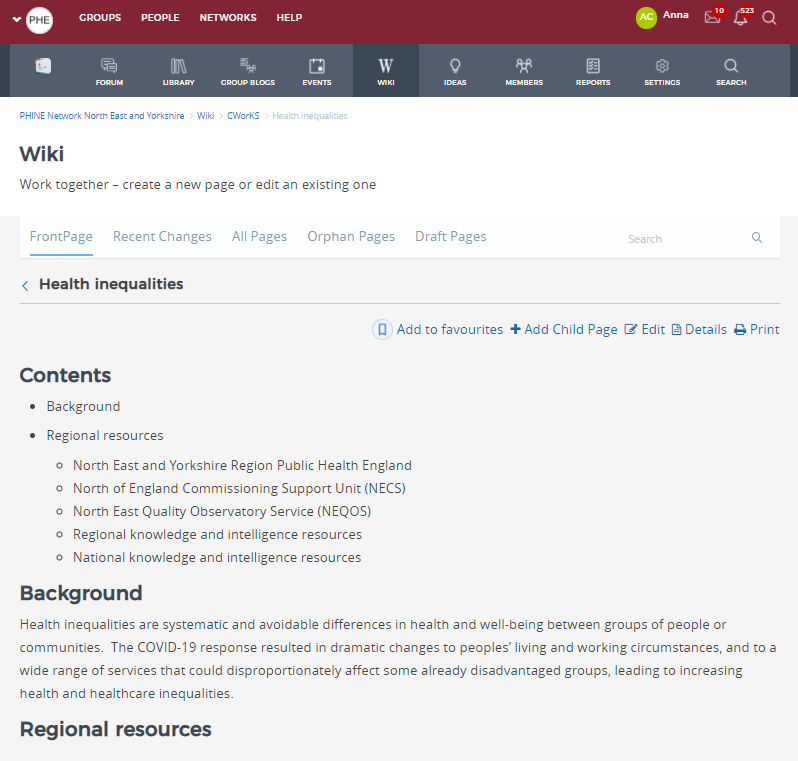 PHE GROUPS PEOPLE NETWORKS HELP AC Anna 10 523
FORUM LIBRARY GROUP BLOGS EVENTS W WIKI IDEAS MEMBERS REPORTS SETTINGS SEARCH
PHINE Network North East and Yorkshire > Wiki > CWorKS > Health inequalities
Wiki
Work together – create a new page or edit an existing one
FrontPage Recent Changes All Pages Orphan Pages Draft Pages Search
Health inequalities
Add to favourites Add Child Page Edit Details Print
Contents
• Background
• Regional resources
North East and Yorkshire Region Public Health England
North of England Commissioning Support Unit (NECS)
North East Quality Observatory Service (NEQOS)
Regional knowledge and intelligence resources
National knowledge and intelligence resources
Background
Health inequalities are systematic and avoidable differences in health and well-being between groups of people or
communities. The COVID-19 response resulted in dramatic changes to peoples’ living and working circumstances, and to a
wide range of services that could disproportionately affect some already disadvantaged groups, leading to increasing
health and healthcare inequalities.
Regional resources